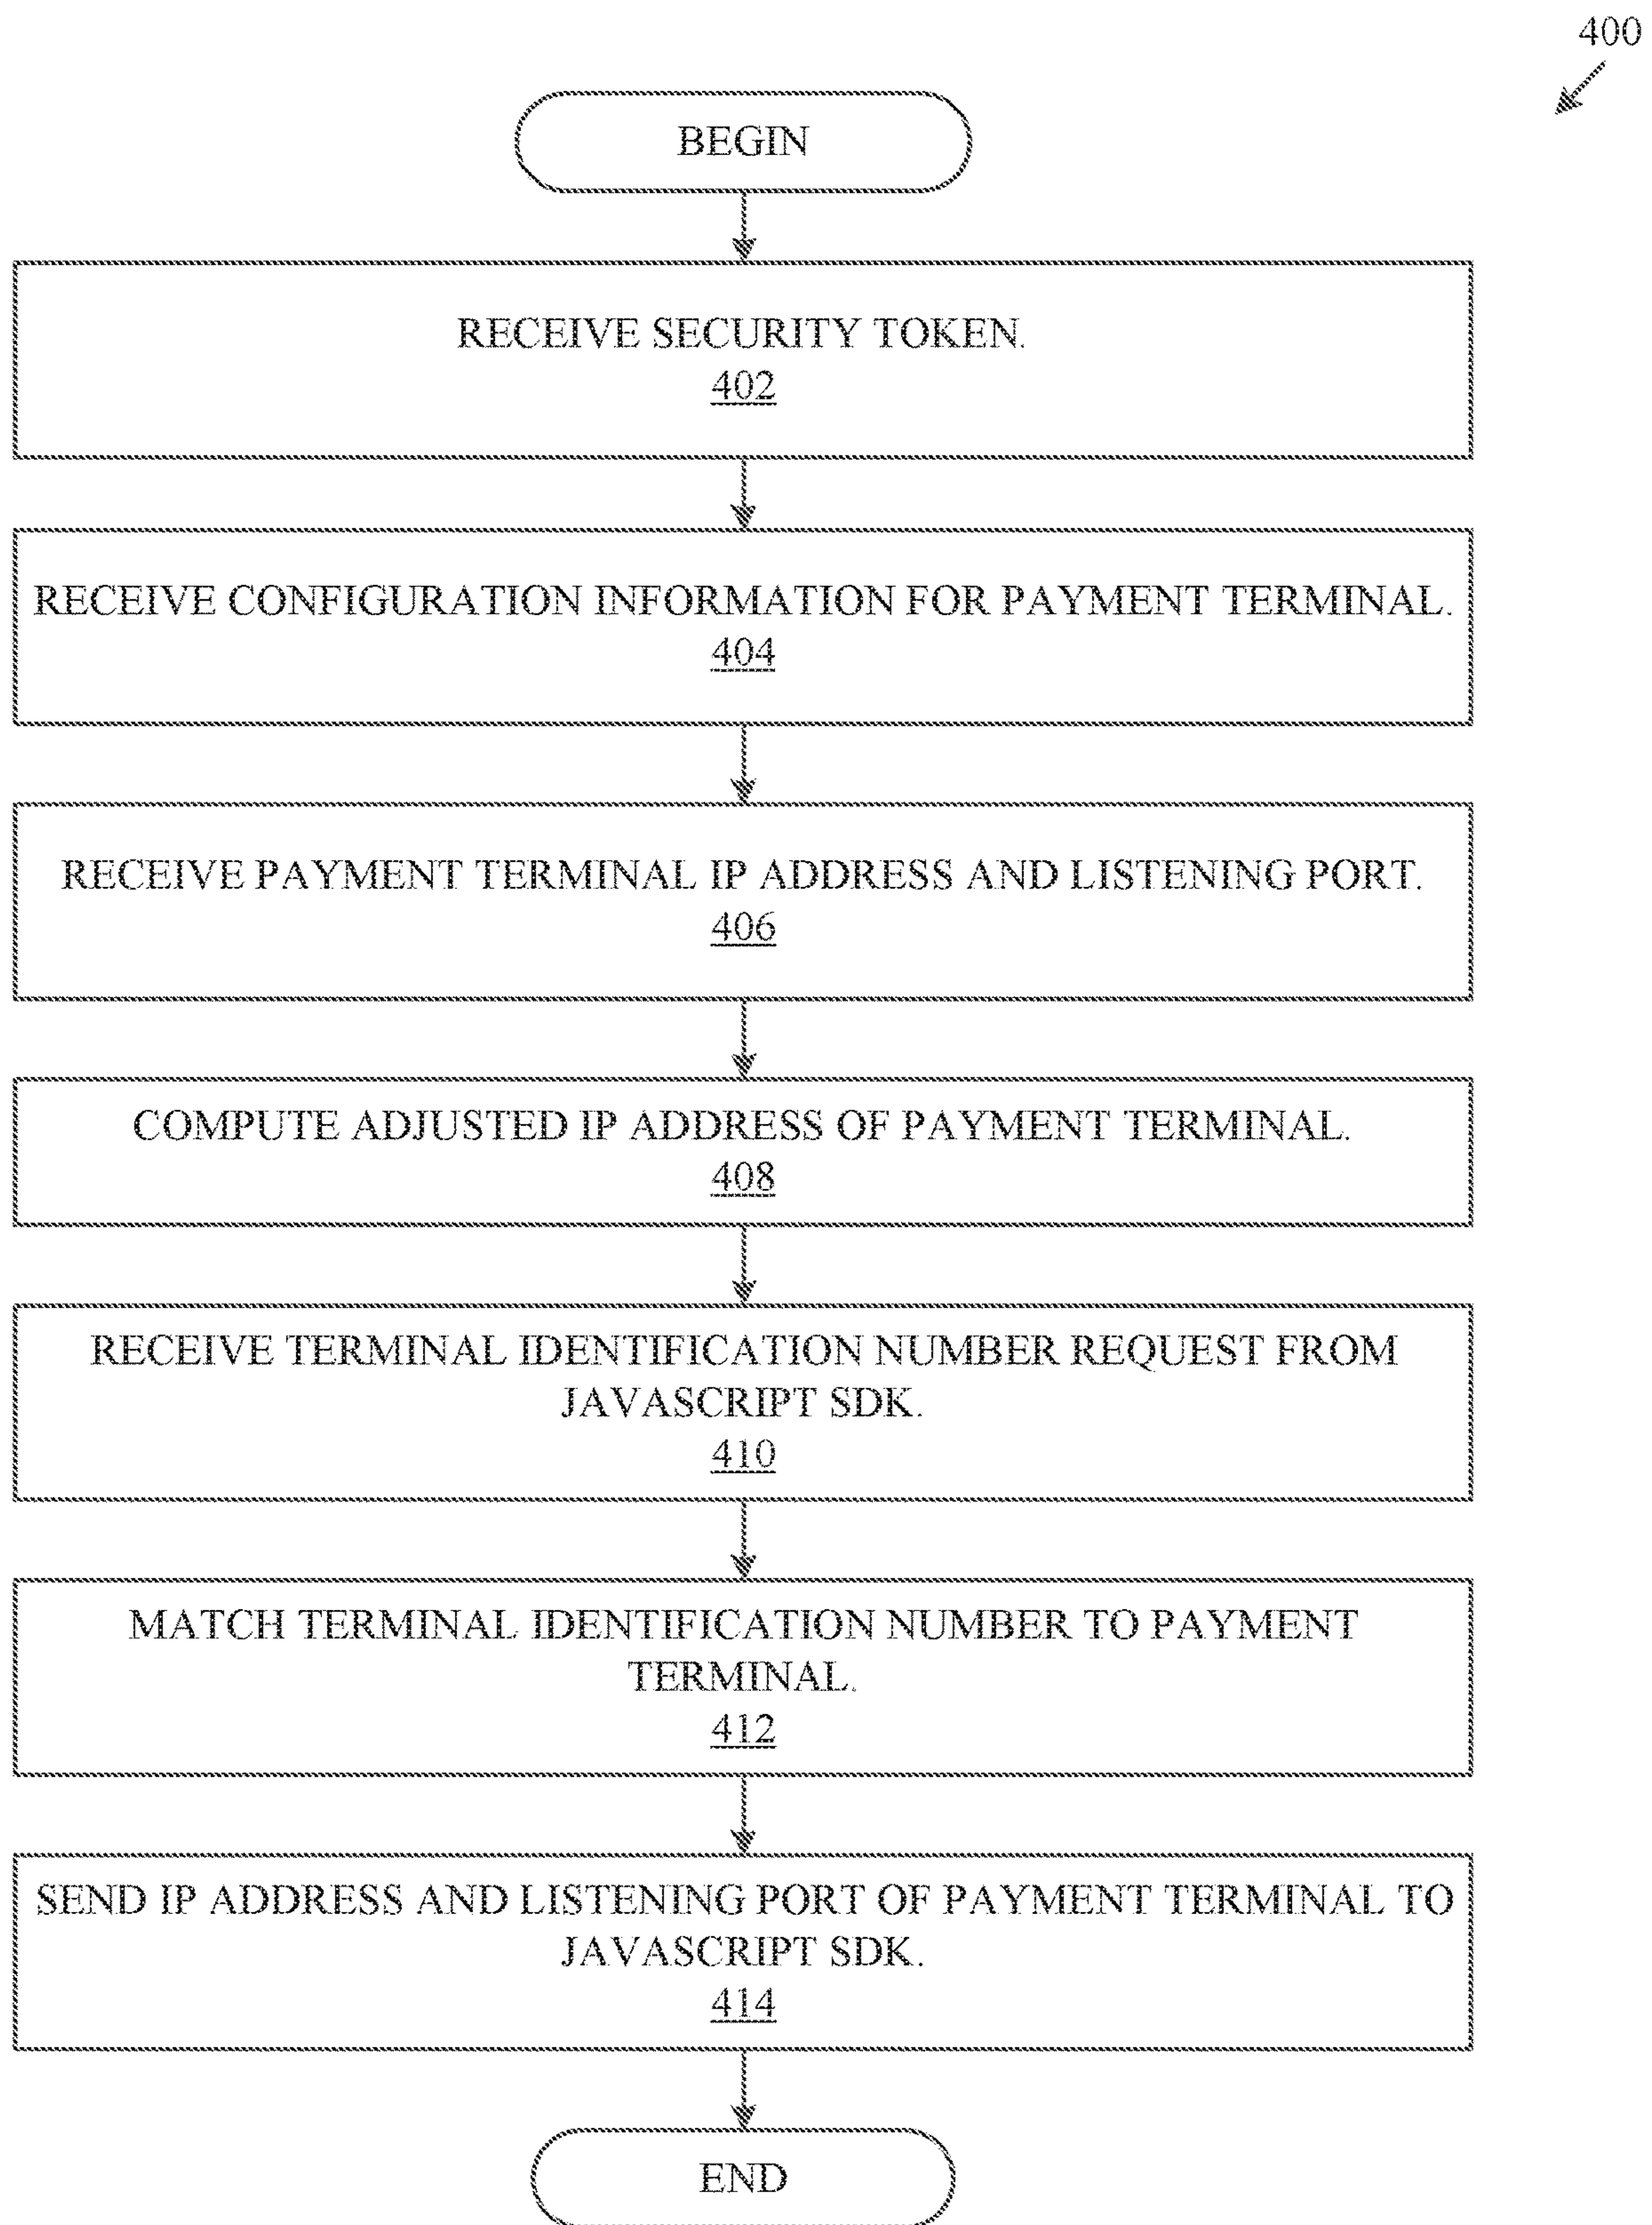 400
BEGIN
RECEIVE SECURITY TOKEN.
402
RECEIVE CONFIGURATION INFORMATION FOR PAYMENT TERMINAL.
404
RECEIVE PAYMENT TERMINAL IP ADDRESS AND LISTENING PORT.
406
COMPUTE ADJUSTED IP ADDRESS OF PAYMENT TERMINAL.
408
RECEIVE TERMINAL IDENTIFICATION NUMBER REQUEST FROM
JAVASCRIPT SDK.
410
MATCH TERMINAL IDENTIFICATION NUMBER TO PAYMENT
TERMINAL.
412
SEND IP ADDRESS AND LISTENING PORT OF PAYMENT TERMINAL TO
JAVASCRIPT SDK.
414
END